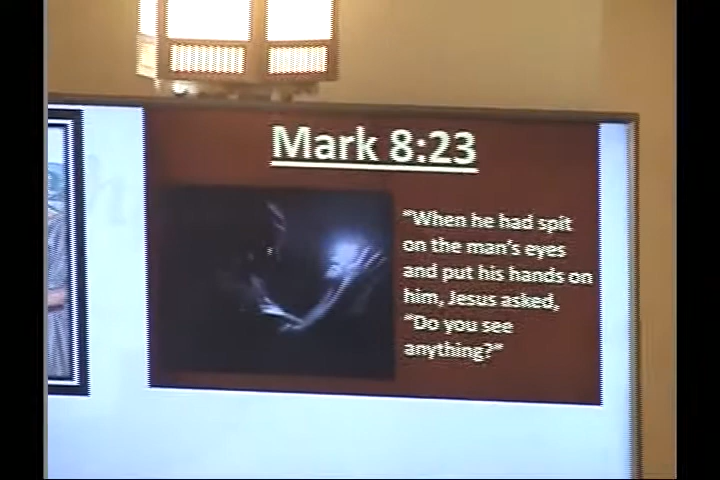 Mark 8:23
"When he had spit
on the man's eyes
and put his hands on
him, Jesus asked,
"Do you see
anything?"